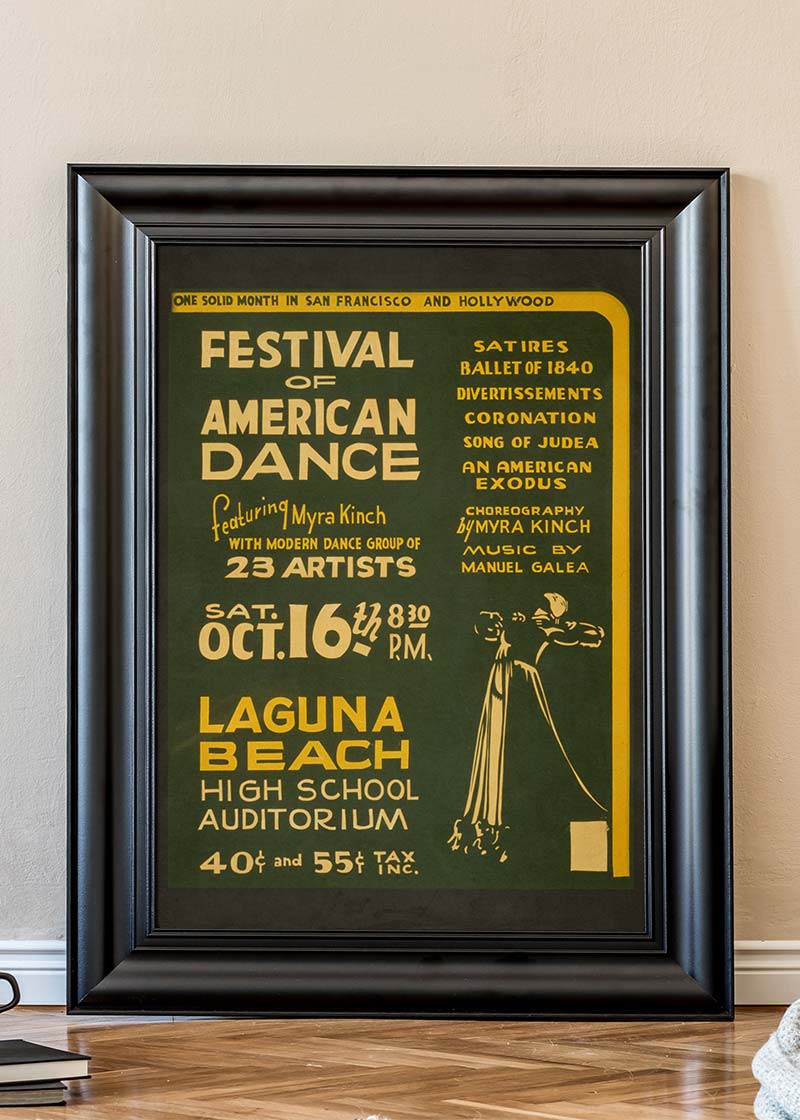 ONE SOLID MONTH IN SAN FRANCISCO AND HOLLYWOOD
FESTIVAL
OF
AMERICAN
DANCE
featuring Myra Kinch
WITH MODERN DANCE GROUP OF
23 ARTISTS
SAT.
OCT. 16th 8:30
P.M.
LAGUNA
BEACH
HIGH SCHOOL
AUDITORIUM
40¢ and 55¢ TAX
INC.
SATIRES
BALLET OF 1840
DIVERTISSEMENTS
CORONATION
SONG OF JUDEA
AN AMERICAN
EXODUS
CHOREOGRAPHY
by MYRA KINCH
MUSIC BY
MANUEL GALEA